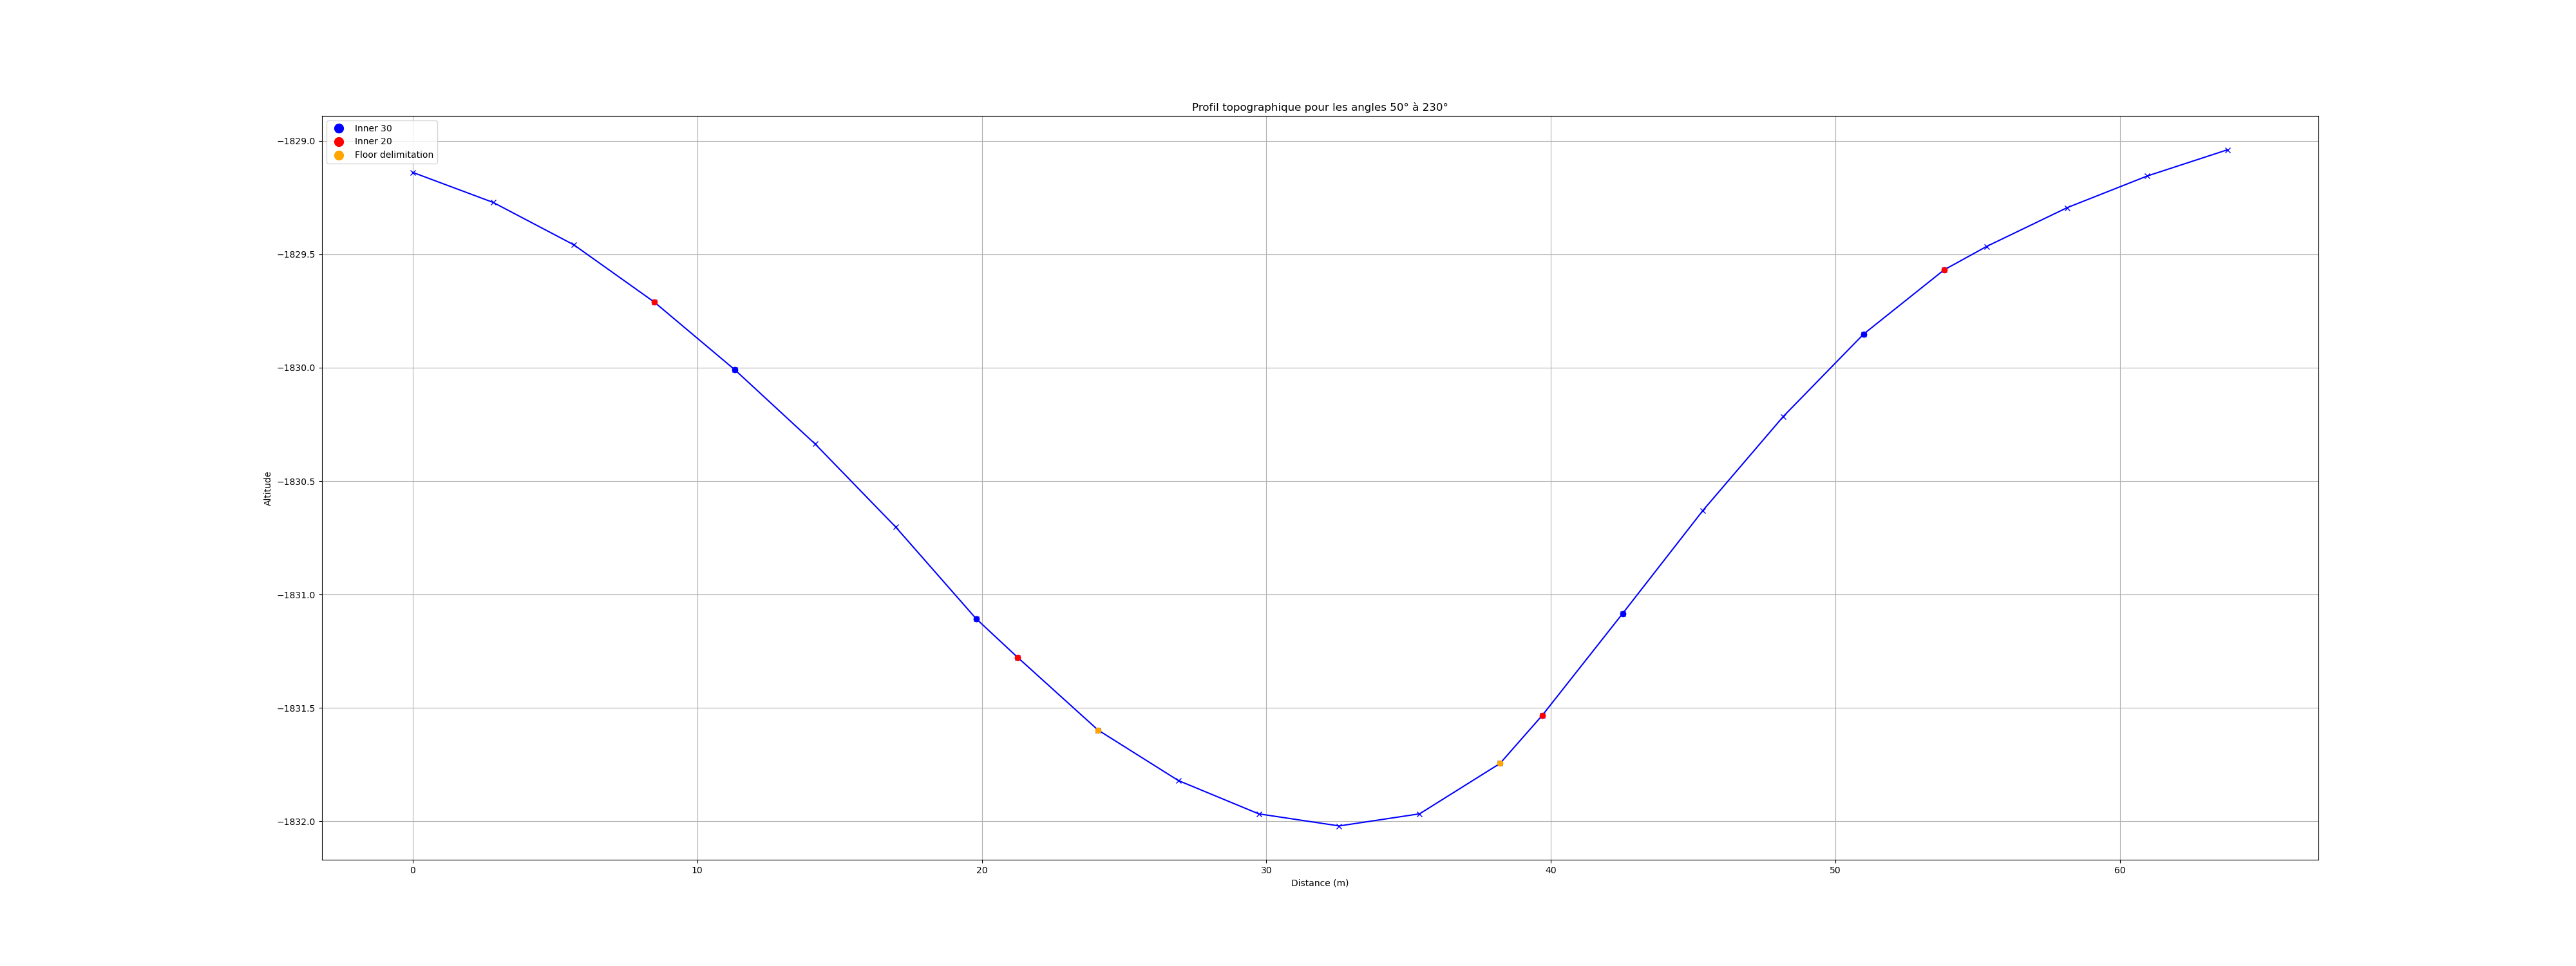 Profil topographique pour les angles 50° à 230°
Inner 30
Inner 20
Floor delimitation
−1829.0
−1829.5
−1830.0
−1830.5
−1831.0
−1831.5
−1832.0
Altitude
0 10 20 30 40 50 60
Distance (m)